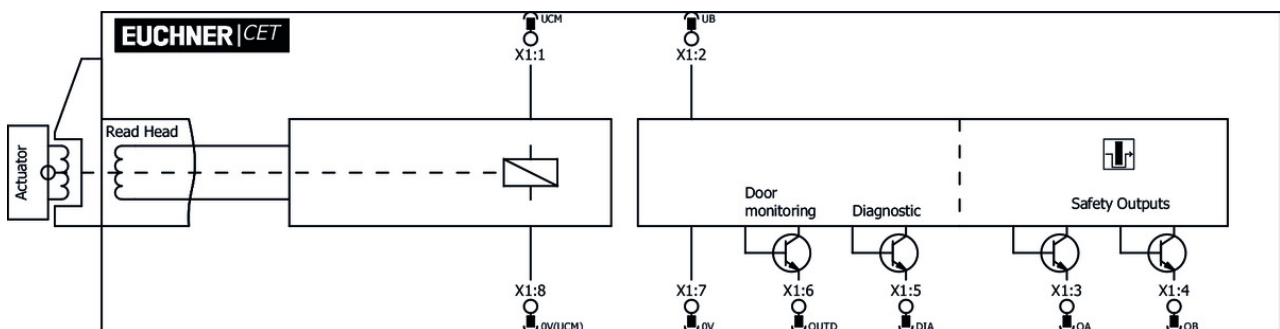 EUCHNER|CET
UCM
UB
X1:1
X1:2
Read Head
Actuator
Door
monitoring
Diagnostic
Safety Outputs
X1:8
X1:7
X1:6
X1:5
X1:3
X1:4
0V(UCM)
0V
OUTD
DIA
OA
OB